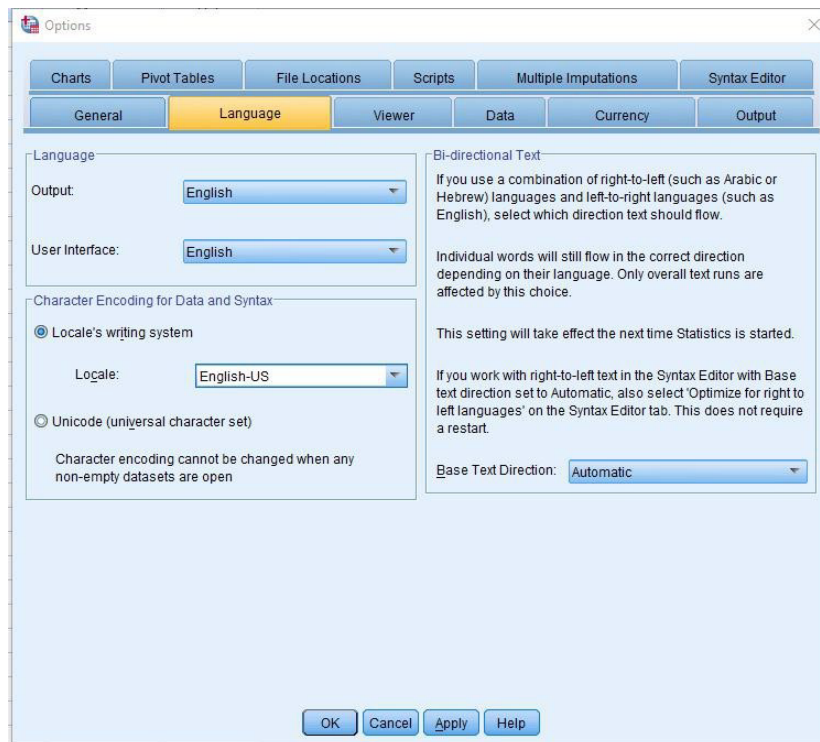 Options
Charts
Pivot Tables
File Locations
Scripts
Multiple Imputations
Syntax Editor
General
Language
Viewer
Data
Currency
Output
Language
Output:
English
User Interface:
English
Character Encoding for Data and Syntax
Locale's writing system
Locale:
English-US
Unicode (universal character set)
Character encoding cannot be changed when any
non-empty datasets are open
Bi-directional Text
If you use a combination of right-to-left (such as Arabic or
Hebrew) languages and left-to-right languages (such as
English), select which direction text should flow.
Individual words will still flow in the correct direction
depending on their language. Only overall text runs are
affected by this choice.
This setting will take effect the next time Statistics is started.
If you work with right-to-left text in the Syntax Editor with Base
text direction set to Automatic, also select 'Optimize for right to
left languages' on the Syntax Editor tab. This does not require
a restart.
Base Text Direction:
Automatic
OK
Cancel
Apply
Help